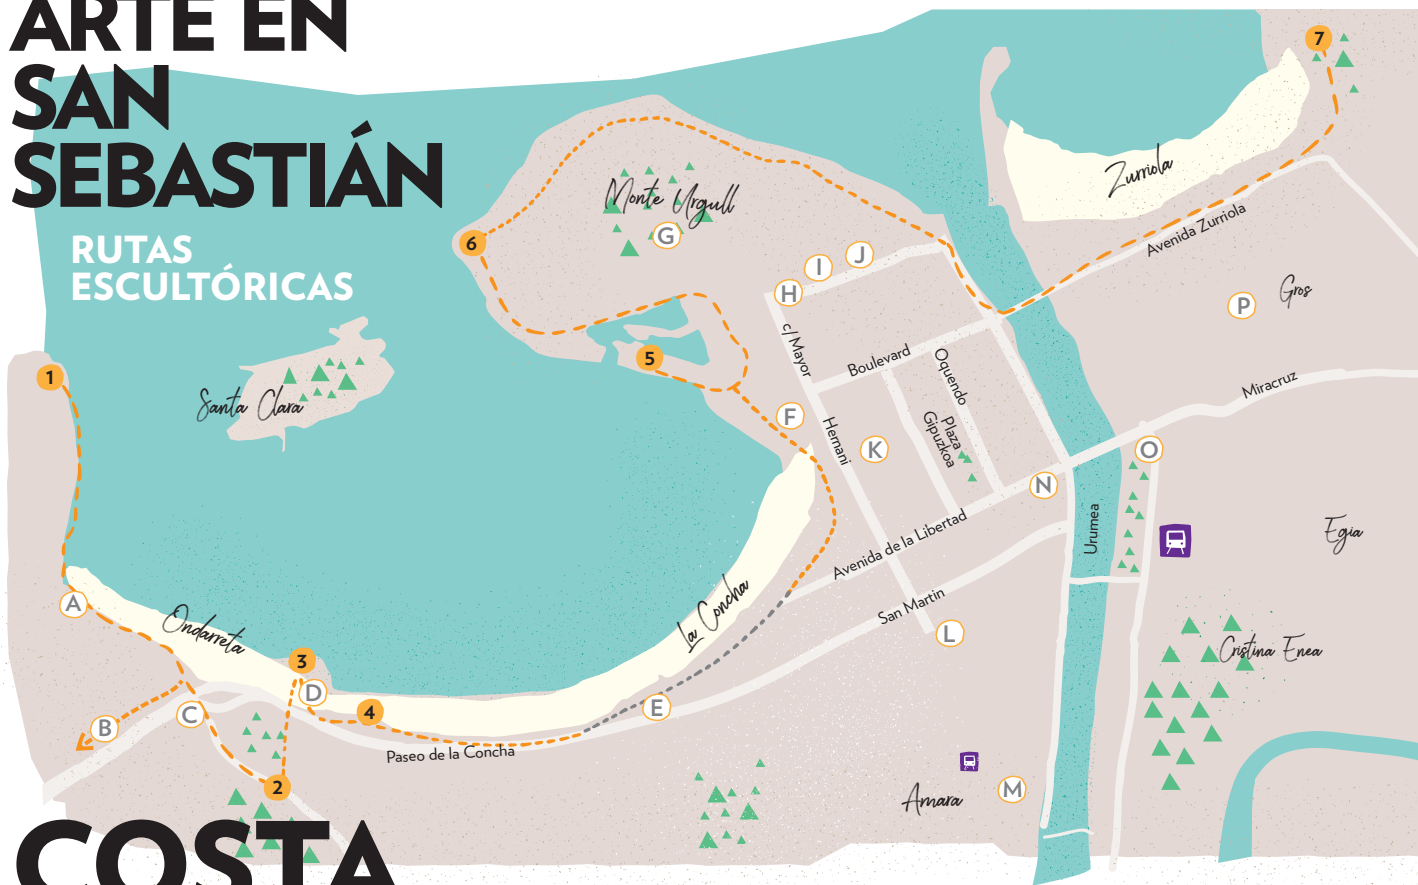 ARTE EN
SAN
SEBASTIÁN
RUTAS
ESCULTÓRICAS
7
Zurriola
Monte Urgull
G
6
Avenida Zurriola
J
I
H
P
Gros
c/ Mayor
Boulevard
Oquendo
5
1
Santa Clara
Miracruz
F
Hernani
K
Plaza
Gipuzkoa
O
N
Urumea
Egia
Avenida de la Libertad
A
Ondarreta
La Concha
San Martin
L
Cristina Enea
3
D
4
E
C
B
Paseo de la Concha
2
Amara
M
COSTA